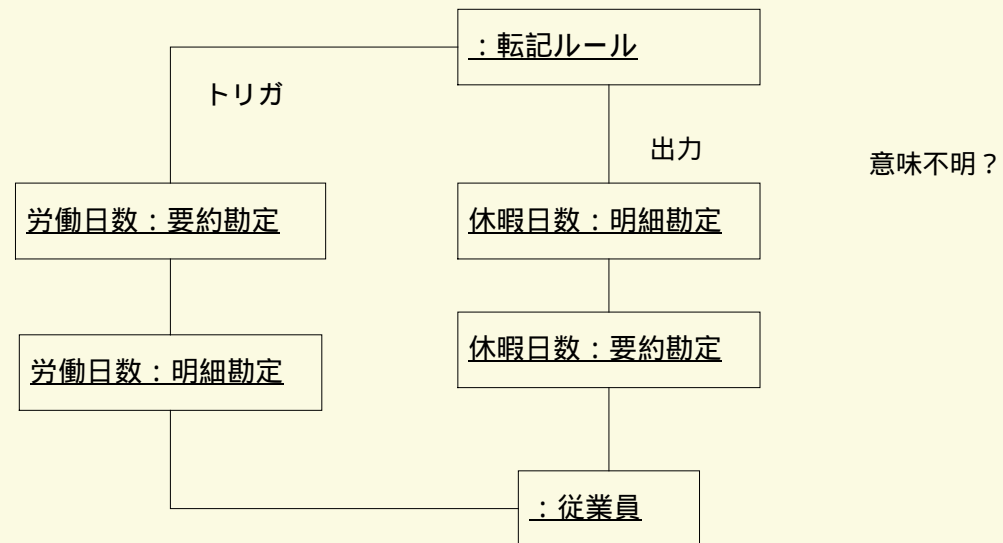 ：転記ルール
トリガ
出力
意味不明？
労働日数：要約勘定
休暇日数：明細勘定
労働日数：明細勘定
休暇日数：要約勘定
：従業員